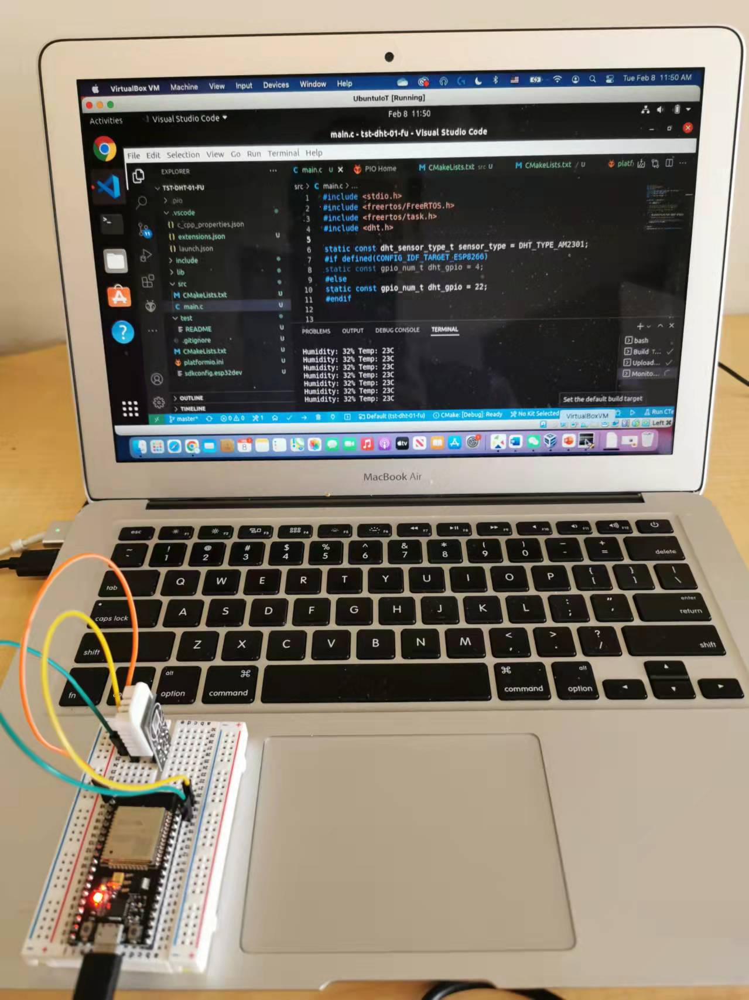 VirtualBox VM Machine View Input Devices Window Help Tue Feb 8 11:50 AM
UbuntuIoT [Running]
Activities Visual Studio Code Feb 8 11:50
main.c - tst-dht-01-fu - Visual Studio Code
File Edit Selection View Go Run Terminal Help
EXPLORER
TST-DHT-01-FU
.pio
.vscode
c_cpp_properties.json
extensions.json U
launch.json
include
lib
src
CMakeLists.txt U
main.c U
test
README U
.gitignore U
CMakeLists.txt U
platformio.ini U
sdkconfig.esp32dev U
OUTLINE
TIMELINE
main.c U PIO Home CMakeLists.txt src U CMakeLists.txt / U
src > C main.c > ...
1 #include <stdio.h>
2 #include <freertos/FreeRTOS.h>
3 #include <freertos/task.h>
4 #include <dht.h>
5
6 static const dht_sensor_type_t sensor_type = DHT_TYPE_AM2301;
7 #if defined(CONFIG_IDF_TARGET_ESP8266)
8 static const gpio_num_t dht_gpio = 4;
9 #else
10 static const gpio_num_t dht_gpio = 22;
11 #endif
12
13
PROBLEMS OUTPUT DEBUG CONSOLE TERMINAL
Humidity: 32% Temp: 23C
Humidity: 32% Temp: 23C
Humidity: 32% Temp: 23C
Humidity: 32% Temp: 23C
Humidity: 32% Temp: 23C
Humidity: 32% Temp: 23C
Humidity: 32% Temp: 23C
bash
Build T...
Upload...
Monito...
Set the default build target
master* 0 0 1 Default (tst-dht-01-fu) CMake: [Debug]: Ready No Kit Selected Run CTe
VirtualBoxVM
Left ⌘
MacBook Air
esc F1 F2 F3 F4 F5 F6 F7 F8 F9 F10 F11 F12
~ ! 1 @ 2 # 3 $ 4 % 5 ^ 6 & 7 * 8 ( 9 ) 0 - + = delete
tab Q W E R T Y U I O P { [ } ] | \
caps lock A S D F G H J K L : ; " ' enter return
shift Z X C V B N M < , > . ? / shift
fn alt option ⌘ command ⌘ command alt option